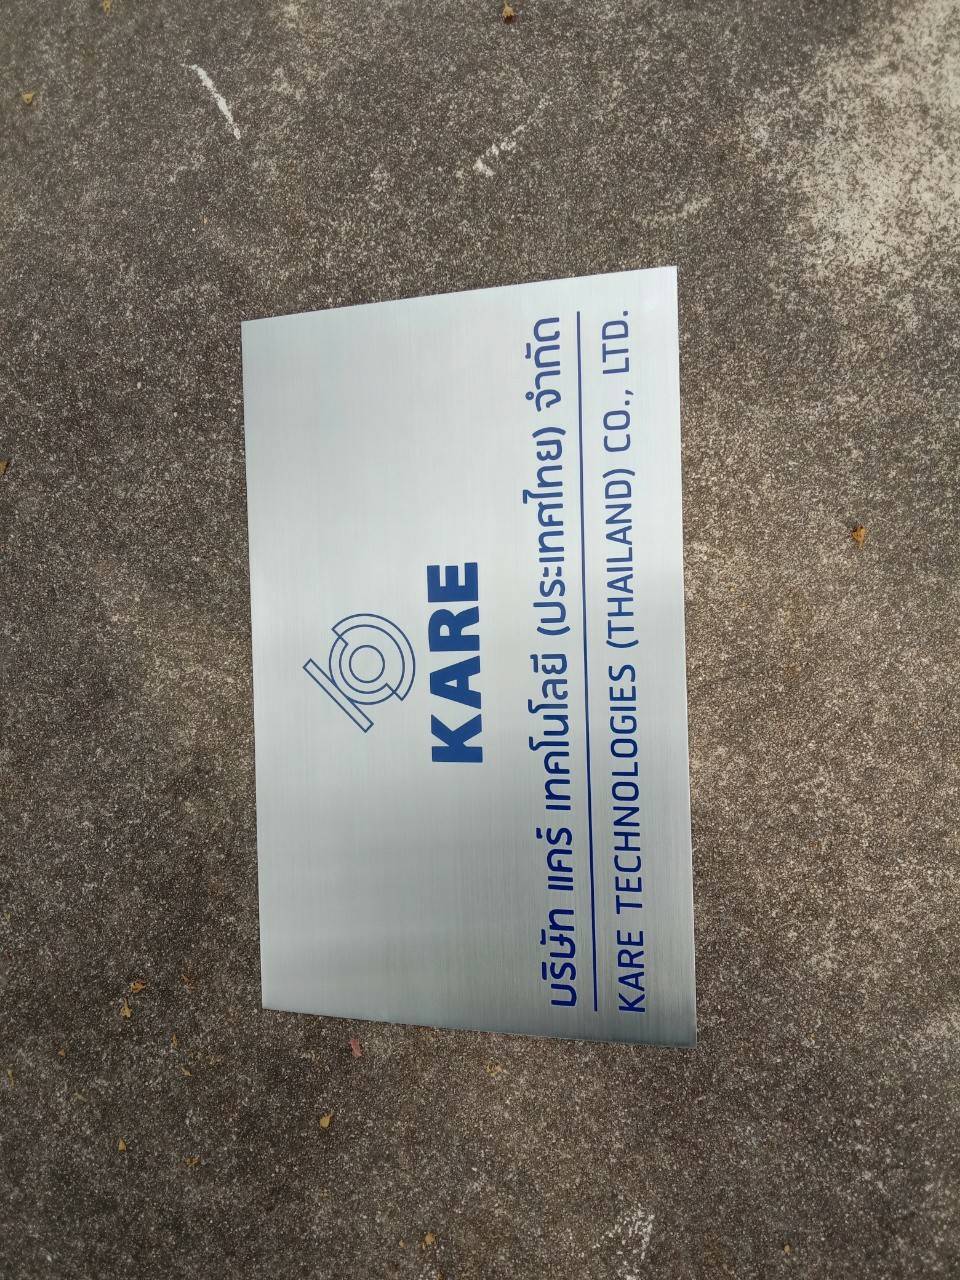 KARE
บริษัท แคร์ เทคโนโลยี (ประเทศไทย) จำกัด
KARE TECHNOLOGIES (THAILAND) CO., LTD.